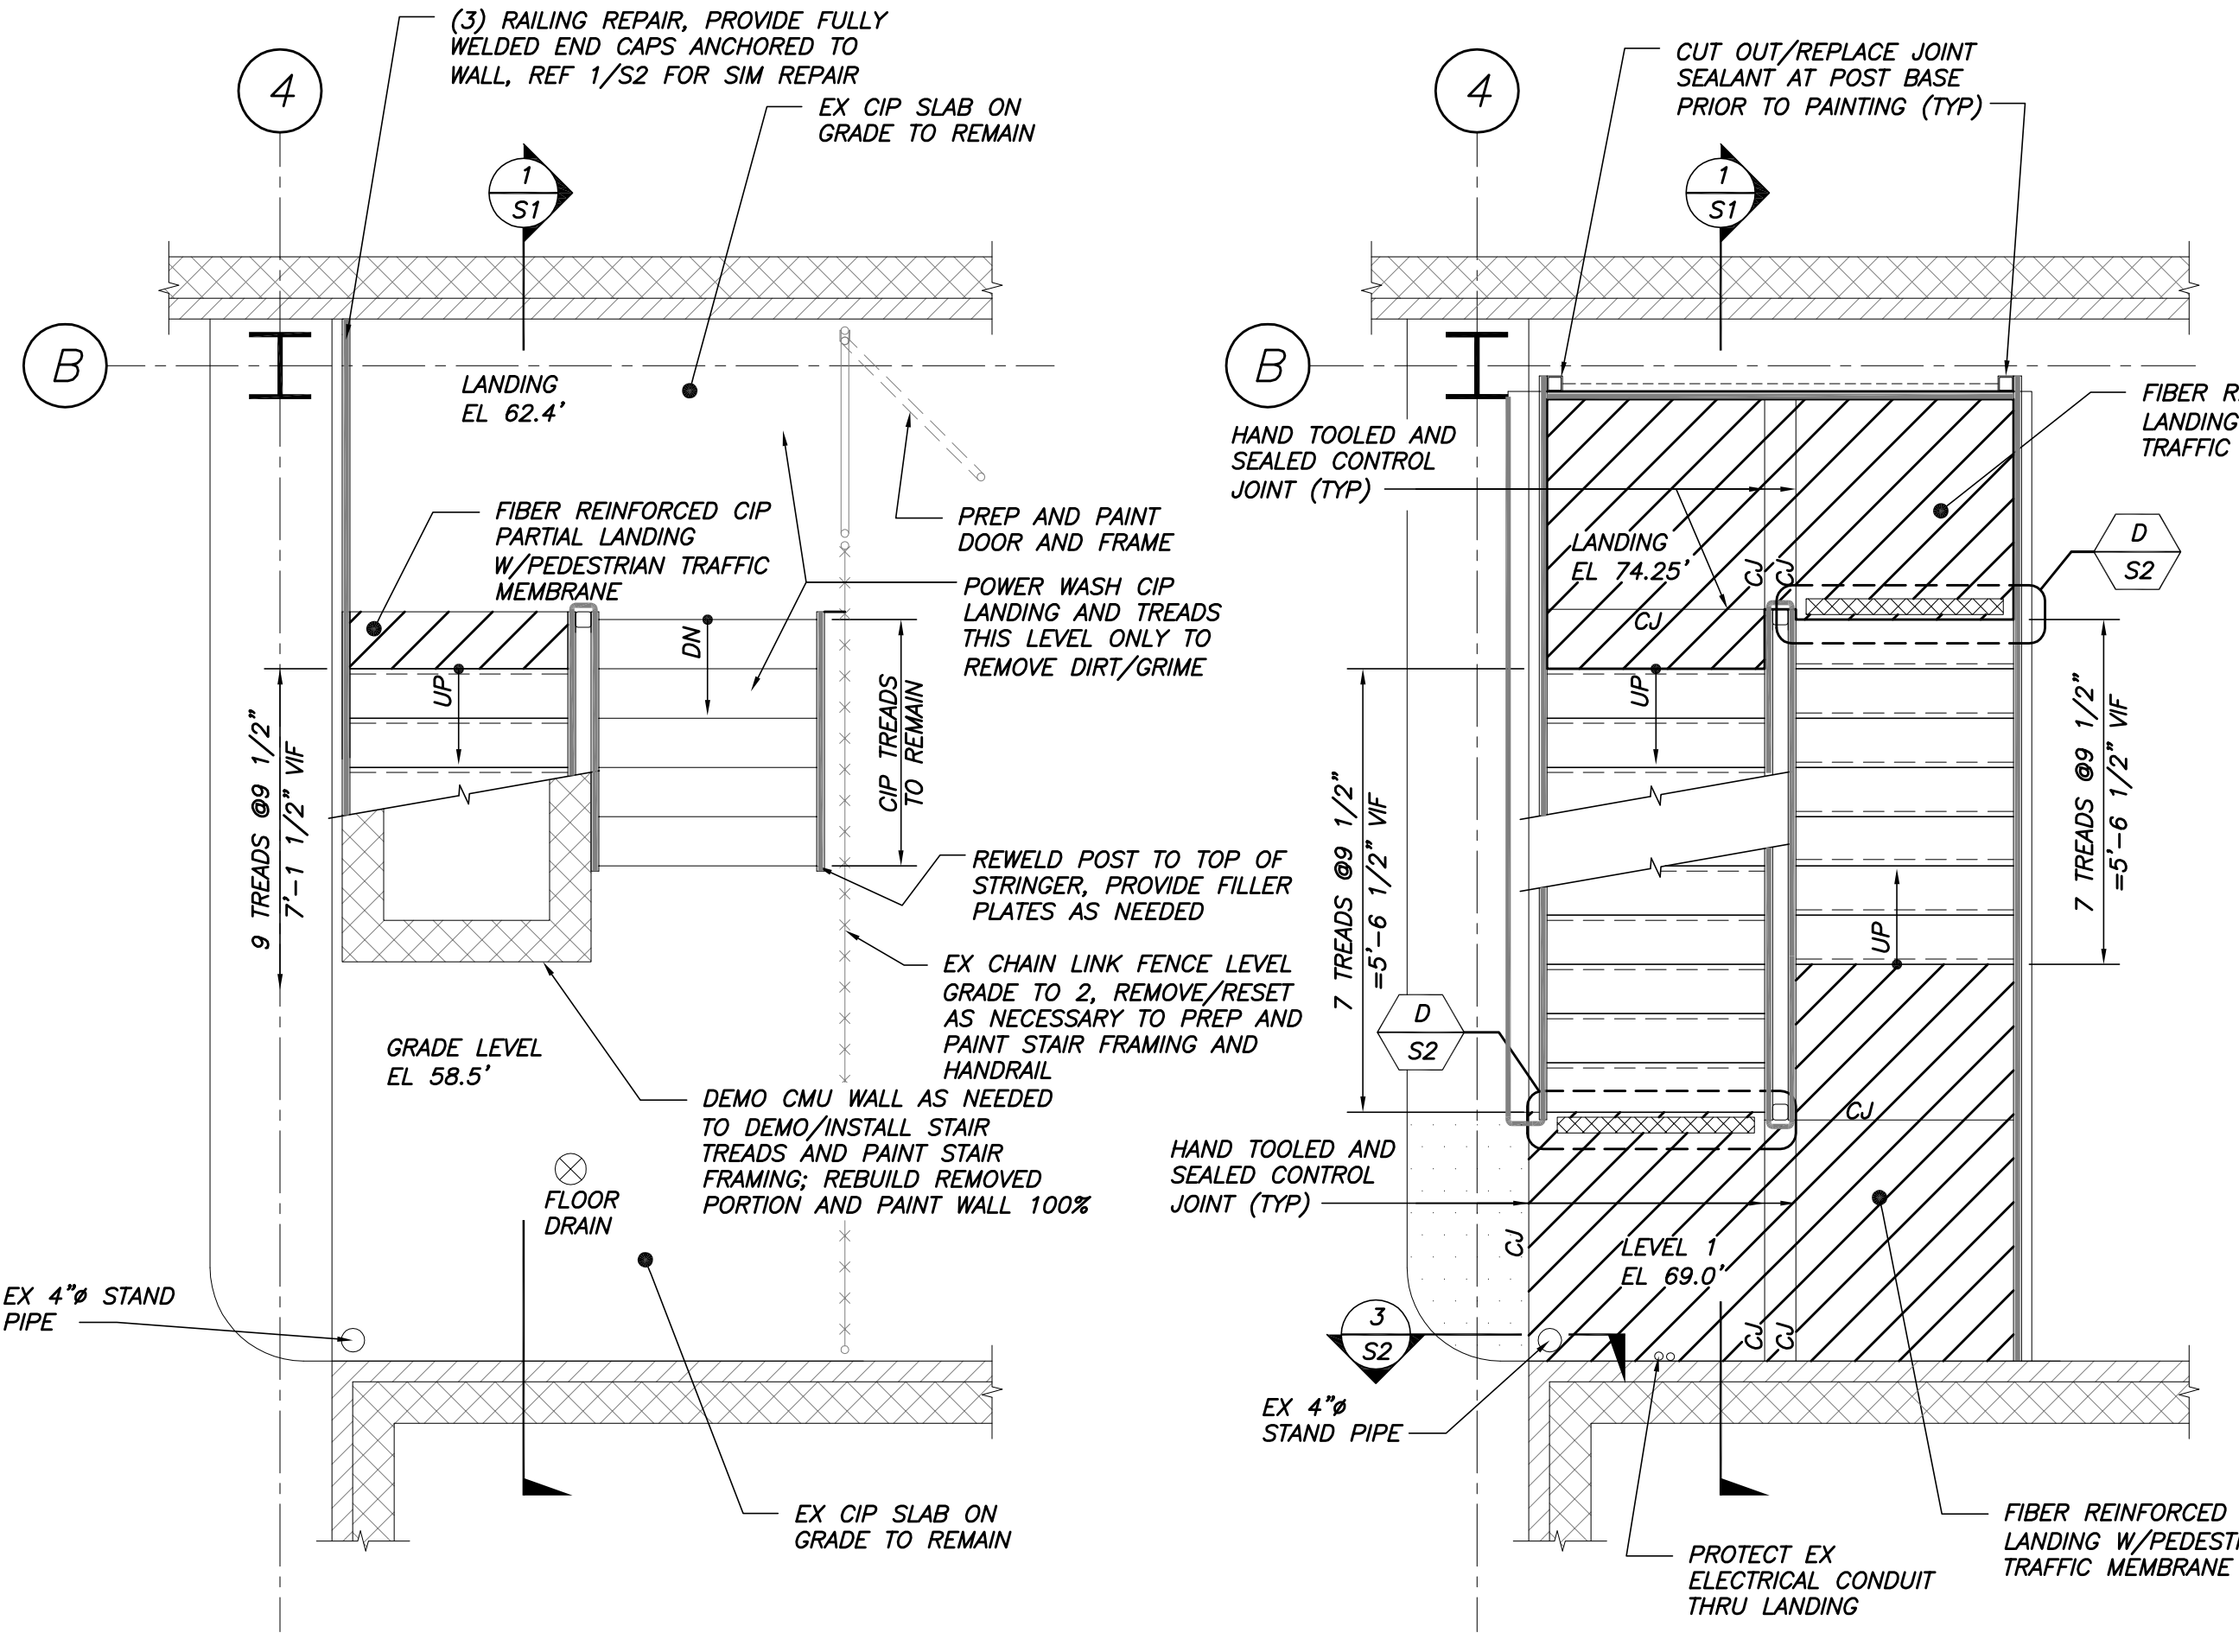 (3) RAILING REPAIR, PROVIDE FULLY
WELDED END CAPS ANCHORED TO
WALL, REF 1/S2 FOR SIM REPAIR
4
EX CIP SLAB ON
GRADE TO REMAIN
1
S1
B
LANDING
EL 62.4'
FIBER REINFORCED CIP
PARTIAL LANDING
W/PEDESTRIAN TRAFFIC
MEMBRANE
PREP AND PAINT
DOOR AND FRAME
POWER WASH CIP
LANDING AND TREADS
THIS LEVEL ONLY TO
REMOVE DIRT/GRIME
UP
DN
CIP TREADS
TO REMAIN
9 TREADS @9 1/2"
7'-1 1/2" VIF
REWELD POST TO TOP OF
STRINGER, PROVIDE FILLER
PLATES AS NEEDED
EX CHAIN LINK FENCE LEVEL
GRADE TO 2, REMOVE/RESET
AS NECESSARY TO PREP AND
PAINT STAIR FRAMING AND
HANDRAIL
GRADE LEVEL
EL 58.5'
DEMO CMU WALL AS NEEDED
TO DEMO/INSTALL STAIR
TREADS AND PAINT STAIR
FRAMING; REBUILD REMOVED
PORTION AND PAINT WALL 100%
FLOOR
DRAIN
EX 4"ø STAND
PIPE
EX CIP SLAB ON
GRADE TO REMAIN
4
CUT OUT/REPLACE JOINT
SEALANT AT POST BASE
PRIOR TO PAINTING (TYP)
1
S1
B
FIBER R
LANDING
TRAFFIC
HAND TOOLED AND
SEALED CONTROL
JOINT (TYP)
LANDING
EL 74.25'
CJ
CJ
CJ
D
S2
UP
7 TREADS @9 1/2"
=5'-6 1/2" VIF
7 TREADS @9 1/2"
=5'-6 1/2" VIF
UP
D
S2
CJ
HAND TOOLED AND
SEALED CONTROL
JOINT (TYP)
CJ
LEVEL 1
EL 69.0'
CJ
CJ
3
S2
EX 4"ø
STAND PIPE
PROTECT EX
ELECTRICAL CONDUIT
THRU LANDING
FIBER REINFORCED
LANDING W/PEDEST
TRAFFIC MEMBRANE